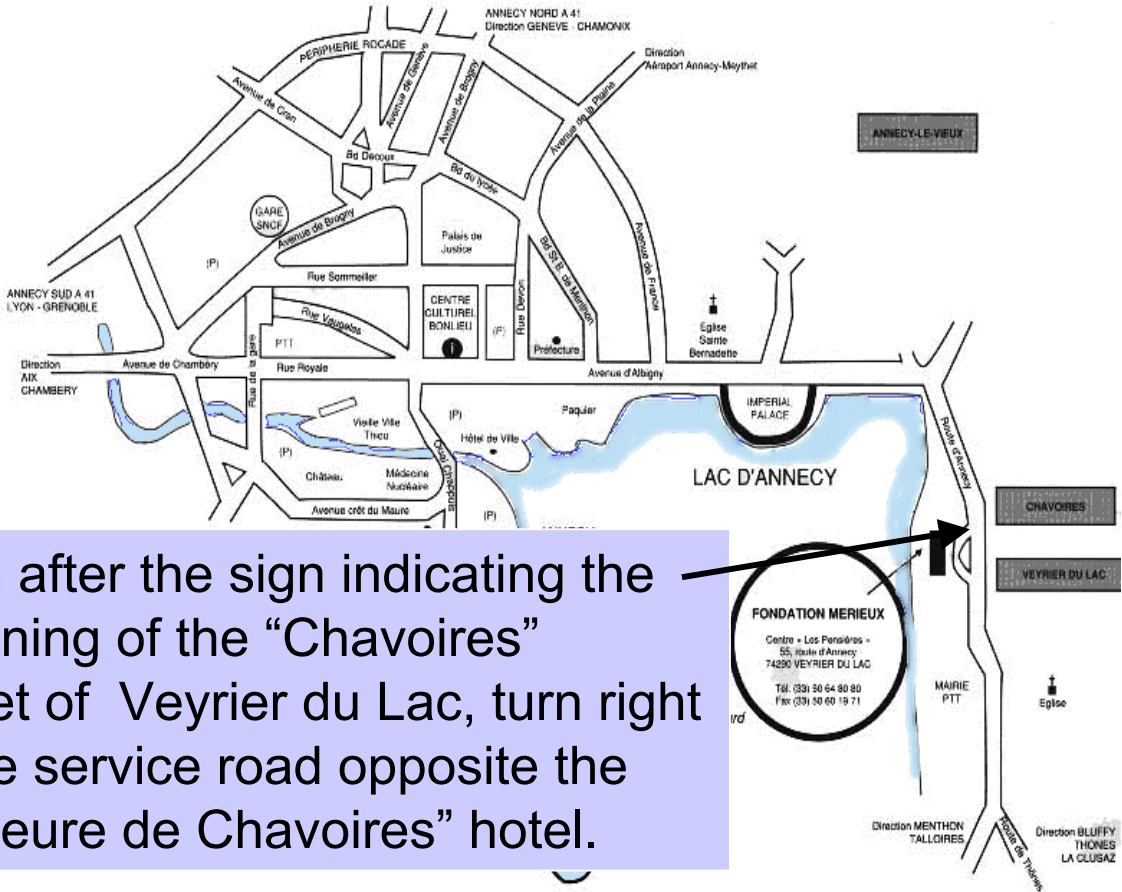 ANNECY NORD A 41
Direction GENEVE - CHAMONIX
PERIPHERIE ROCADE
Direction
Aéroport Annecy-Meythet
Avenue de Cran
Avenue de Genève
Avenue de Brogny
Avenue de la Plaine
ANNECY-LE-VIEUX
Bd Decoux
Bd du lycée
GARE
SNCF
Avenue de Brogny
Palais de
Justice
(P)
Rue Sommeiller
Bd St B. de Menthon
Avenue de France
ANNECY SUD A 41
LYON - GRENOBLE
CENTRE
CULTUREL
BONLIEU
i
(P)
Rue Devon
Rue Vaugelas
PTT
Préfecture
Eglise
Sainte
Bernadette
Direction
AIX
CHAMBERY
Avenue de Chambéry
Rue de la gare
Rue Royale
Avenue d'Albigny
IMPERIAL
PALACE
Vieille Ville
Thiou
(P)
Paquier
Hôtel de Ville
(P)
Château
Médecine
Nucléaire
Quai Chappuis
Avenue crêt du Maure
(P)
LAC D'ANNECY
Route d'Annecy
CHAVOIRES
VEYRIER DU LAC
after the sign indicating the
ning of the “Chavoires”
et of Veyrier du Lac, turn right
e service road opposite the
eure de Chavoires” hotel.
FONDATION MERIEUX
Centre « Les Pensières »
55, route d'Annecy
74290 VEYRIER DU LAC
Tél. (33) 50 64 80 80
Fax (33) 50 60 19 71
MAIRIE
PTT
Eglise
Direction MENTHON
TALLOIRES
Route de Thônes
Direction BLUFFY
THONES
LA CLUSAZ